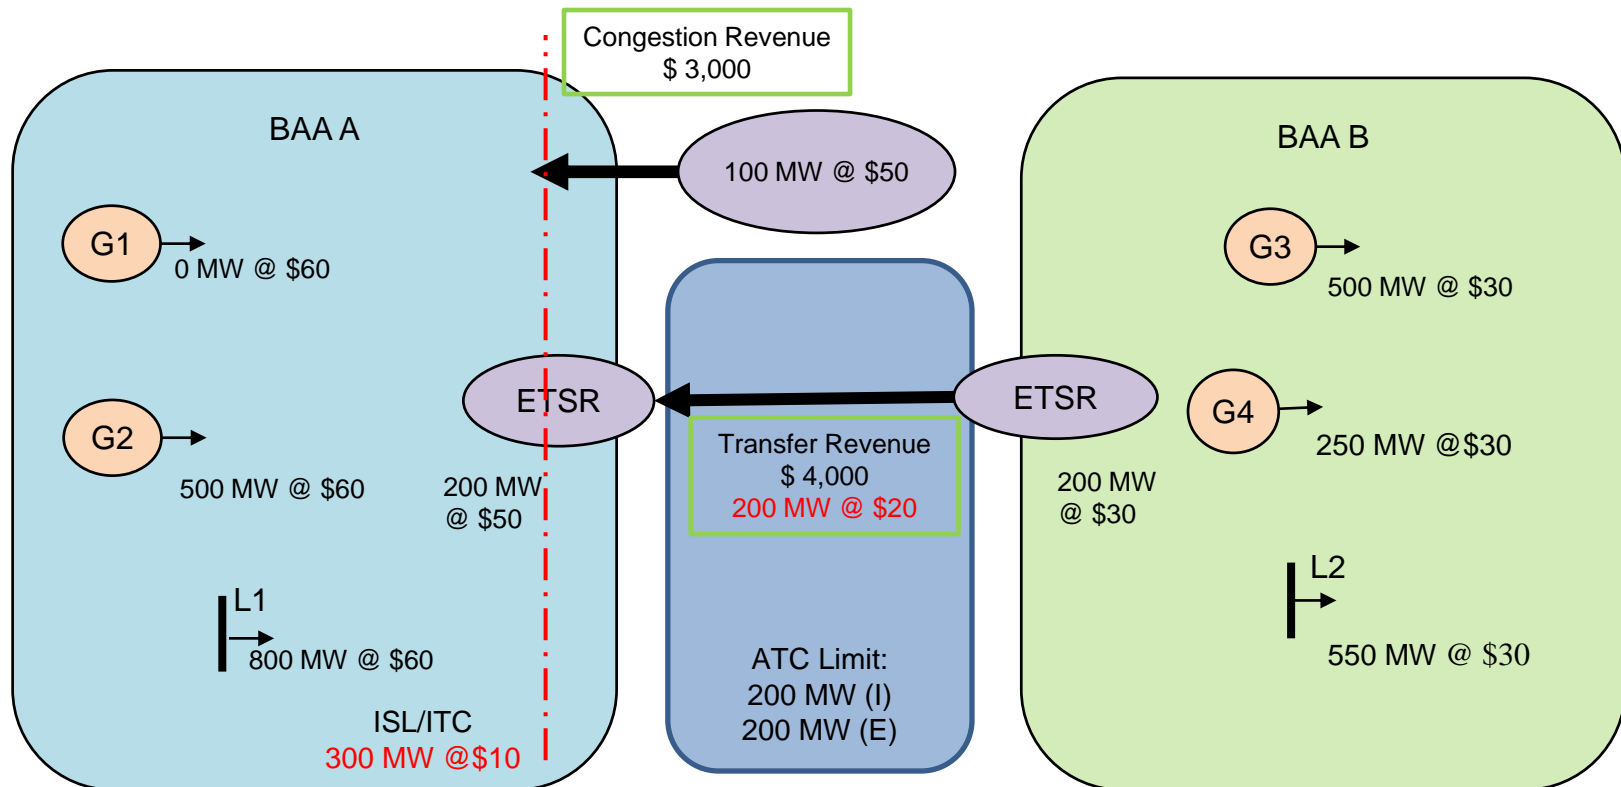 Congestion Revenue
$ 3,000
BAA A
100 MW @ $50
BAA B
G1
0 MW @ $60
G3
500 MW @ $30
ETSR
ETSR
G2
500 MW @ $60
200 MW
@ $50
Transfer Revenue
$ 4,000
200 MW @ $20
200 MW
@ $30
G4
250 MW @$30
L1
800 MW @ $60
L2
550 MW @ $30
ATC Limit:
200 MW (I)
200 MW (E)
ISL/ITC
300 MW @$10